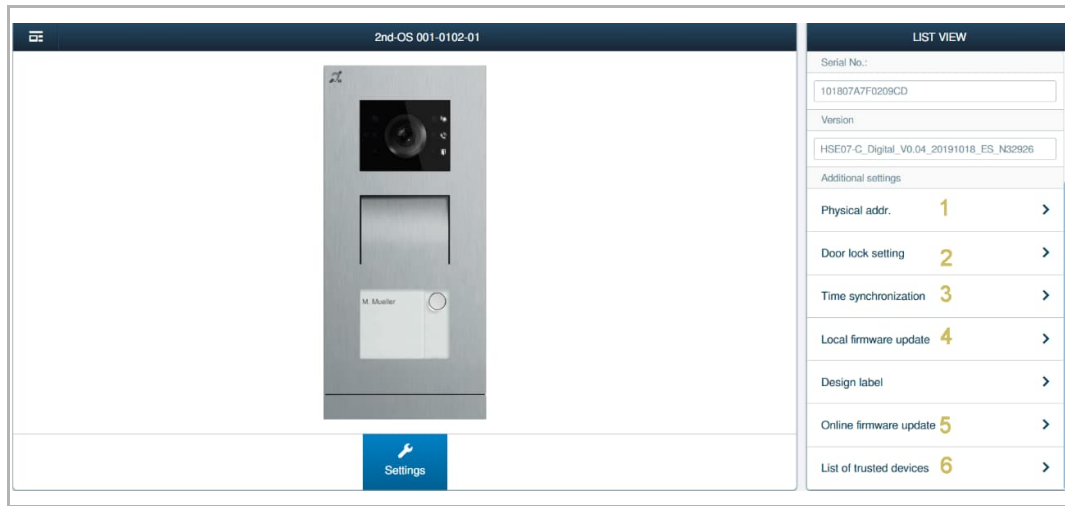 2nd-OS 001-0102-01
M. Mueller
Settings
LIST VIEW
Serial No.:
101807A7F0209CD
Version
HSE07-C_Digital_V0.04_20191018_ES_N32926
Additional settings
Physical addr. 1
Door lock setting 2
Time synchronization 3
Local firmware update 4
Design label
Online firmware update 5
List of trusted devices 6